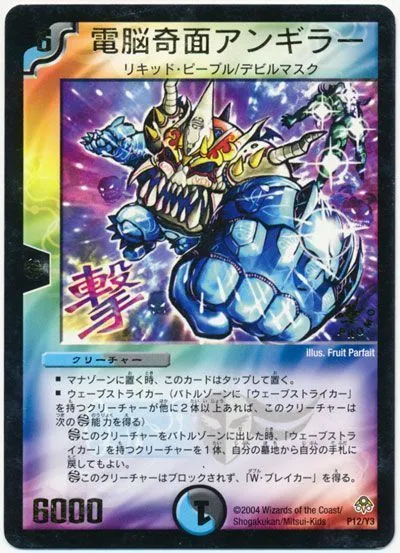 6
電脳奇面アンギラー
リキッド・ピープル/デビルマスク
撃
PROMO
illus. Fruit Parfait
クリーチャー
■ マナゾーンに置く時、このカードはタップして置く。
■ ウェーブストライカー(バトルゾーンに「ウェーブストライカー」
を持つクリーチャーが他に2体以上あれば、このクリーチャー
は次の能力を得る)
このクリーチャーをバトルゾーンに出した時、「ウェーブストラ
イカー」を持つクリーチャーを1体、自分の墓地から自分の手札に
戻してもよい。
このクリーチャーはブロックされず、「W・ブレイカー」を得る。
6000
1
©2004 Wizards of the Coast/
Shogakukan/Mitsui-Kids
P12/Y3